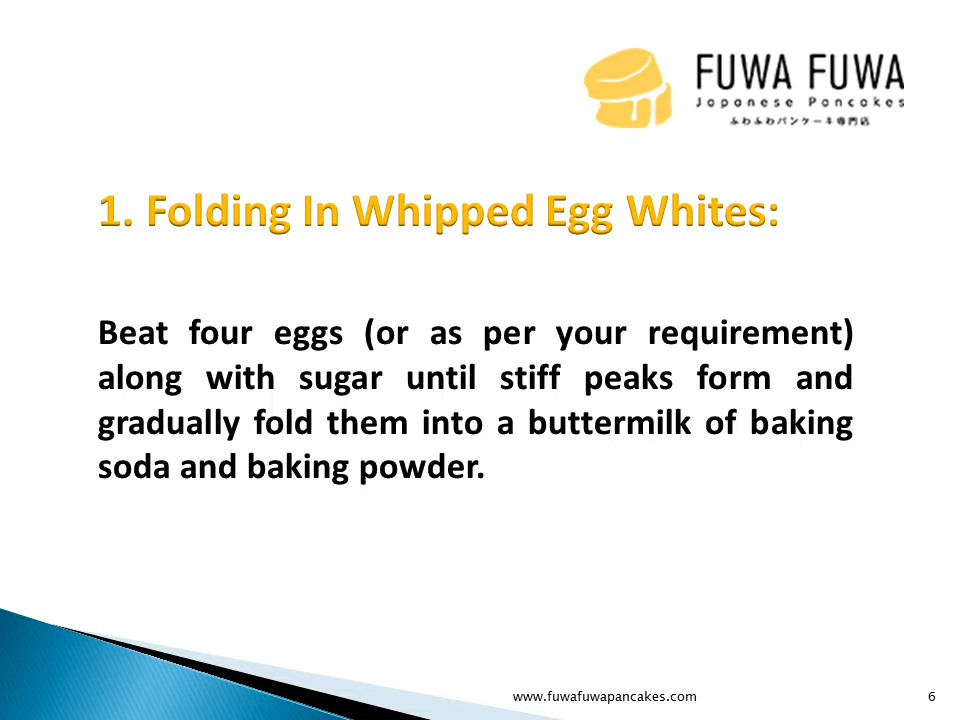 FUWA FUWA
Japanese Pancakes
ふわふわパンケーキ専門店
1. Folding In Whipped Egg Whites:
Beat four eggs (or as per your requirement)
along with sugar until stiff peaks form and
gradually fold them into a buttermilk of baking
soda and baking powder.
www.fuwafuwapancakes.com
6